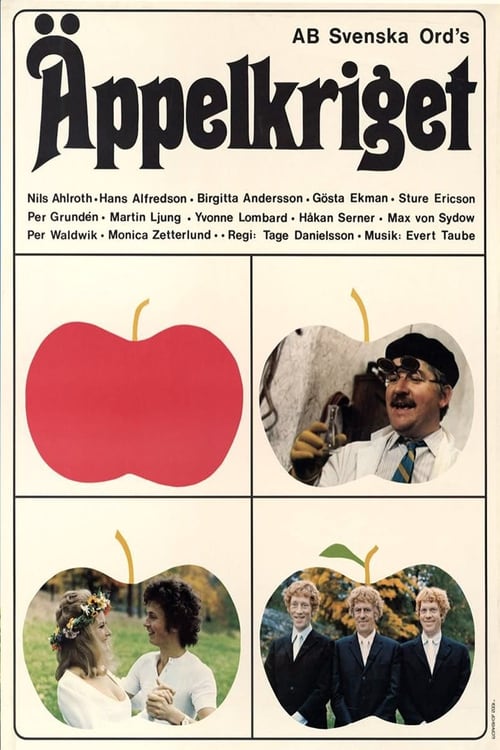 AB Svenska Ord's
Äppelkriget
Nils Ahlroth • Hans Alfredson • Birgitta Andersson • Gösta Ekman • Sture Ericson
Per Grundén • Martin Ljung • Yvonne Lombard • Håkan Serner • Max von Sydow
Per Waldwik • Monica Zetterlund • • Regi: Tage Danielsson • Musik: Evert Taube